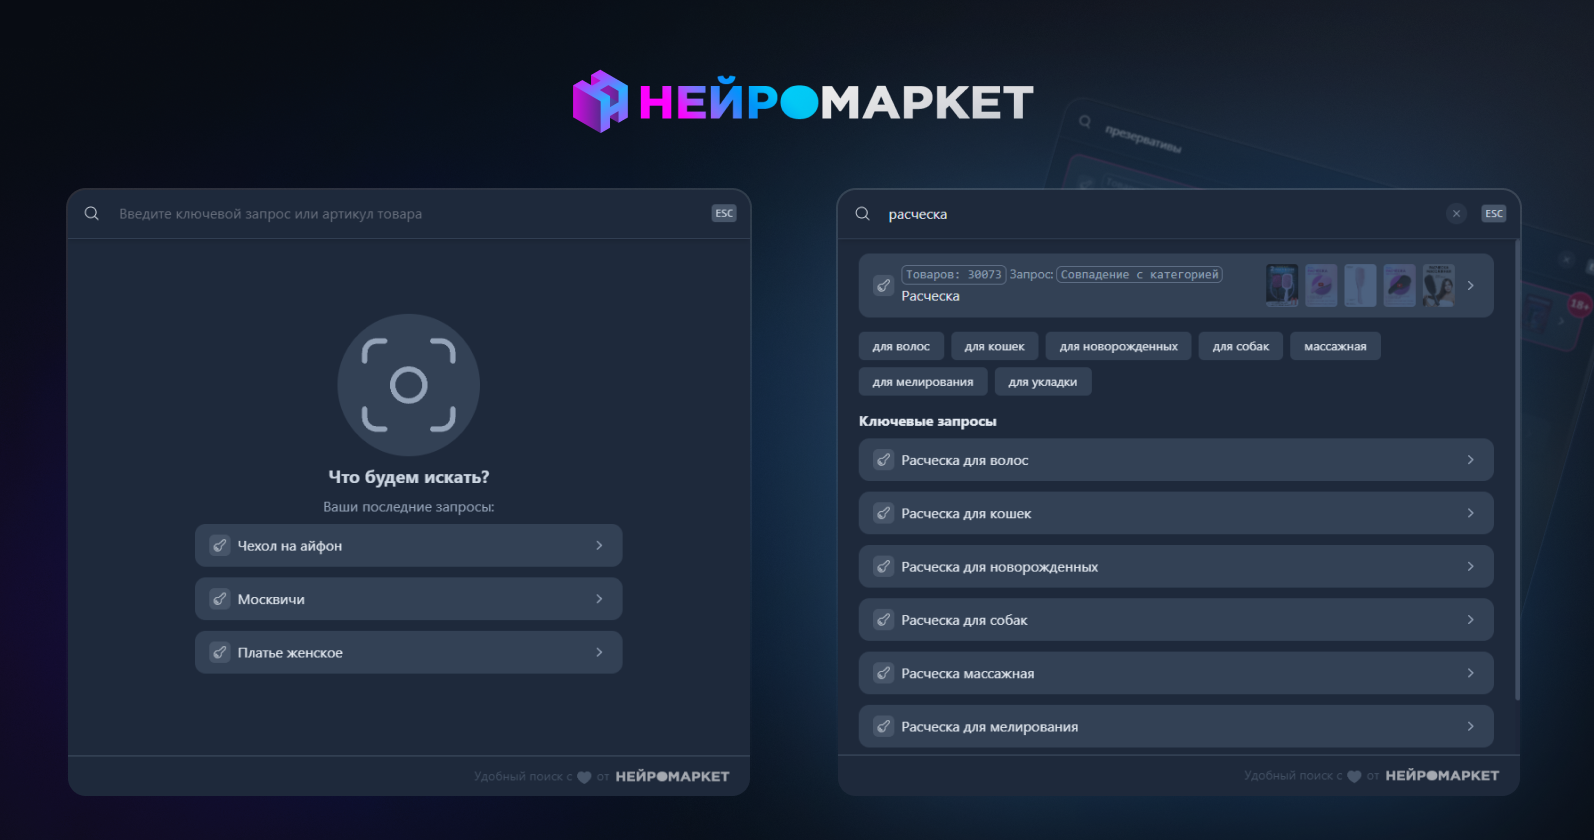 НЕЙРОМАРКЕТ
презервативы
Введите ключевой запрос или артикул товара
ESC
Что будем искать?
Ваши последние запросы:
Чехол на айфон
Москвичи
Платье женское
Удобный поиск с от НЕЙРОМАРКЕТ
расческа
ESC
Товаров: 30073 Запрос: Совпадение с категорией
Расческа
для волос
для кошек
для новорожденных
для собак
массажная
для мелирования
для укладки
Ключевые запросы
Расческа для волос
Расческа для кошек
Расческа для новорожденных
Расческа для собак
Расческа массажная
Расческа для мелирования
Удобный поиск с от НЕЙРОМАРКЕТ
18+